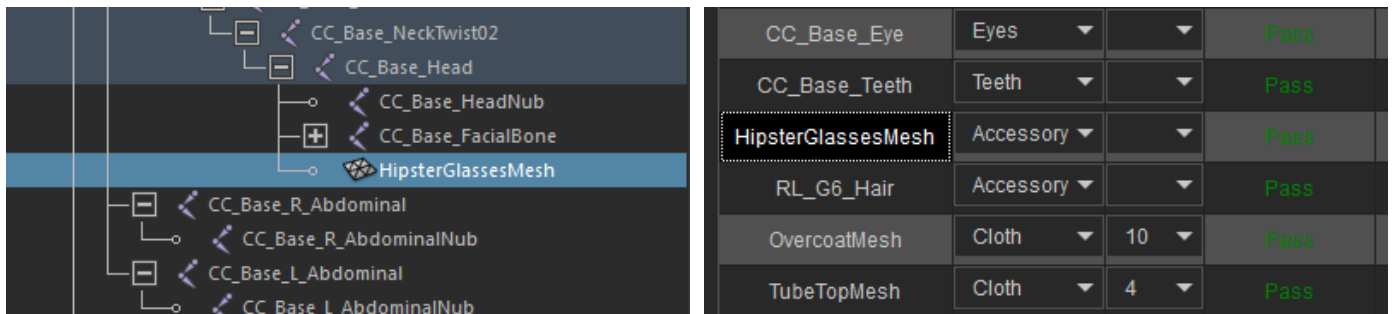 CC_Base_NeckTwist02
CC_Base_Head
CC_Base_HeadNub
CC_Base_FacialBone
HipsterGlassesMesh
CC_Base_R_Abdominal
CC_Base_R_AbdominalNub
CC_Base_L_Abdominal
CC_Base_L_AbdominalNub
CC_Base_Eye Eyes Pass
CC_Base_Teeth Teeth Pass
HipsterGlassesMesh Accessory Pass
RL_G6_Hair Accessory Pass
OvercoatMesh Cloth 10 Pass
TubeTopMesh Cloth 4 Pass